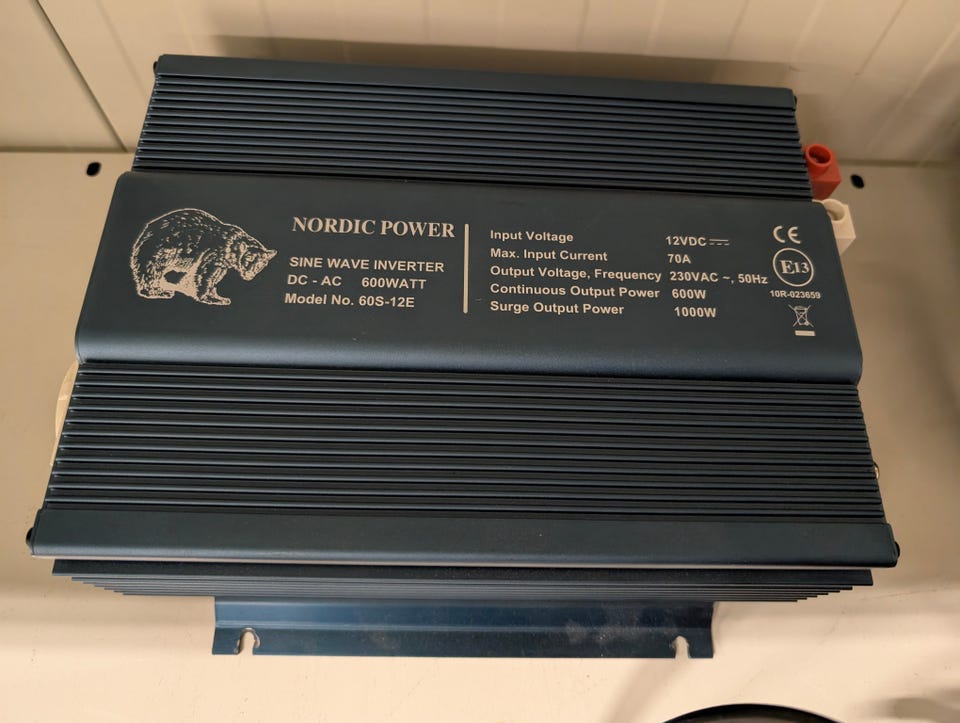 NORDIC POWER
SINE WAVE INVERTER
DC - AC 600WATT
Model No. 60S-12E
Input Voltage 12VDC ⎓
Max. Input Current 70A
Output Voltage, Frequency 230VAC ~, 50Hz
Continuous Output Power 600W
Surge Output Power 1000W
CE
E13
10R-023659